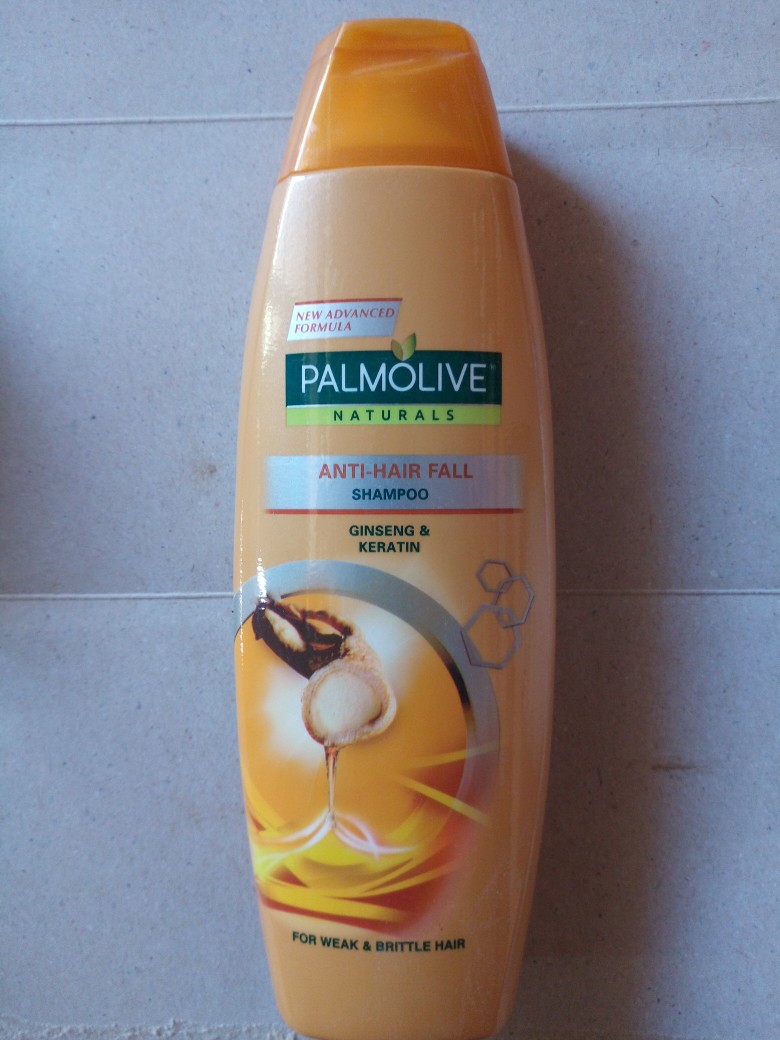 NEW ADVANCED
FORMULA
PALMOLIVE
NATURALS
ANTI-HAIR FALL
SHAMPOO
GINSENG &
KERATIN
FOR WEAK & BRITTLE HAIR